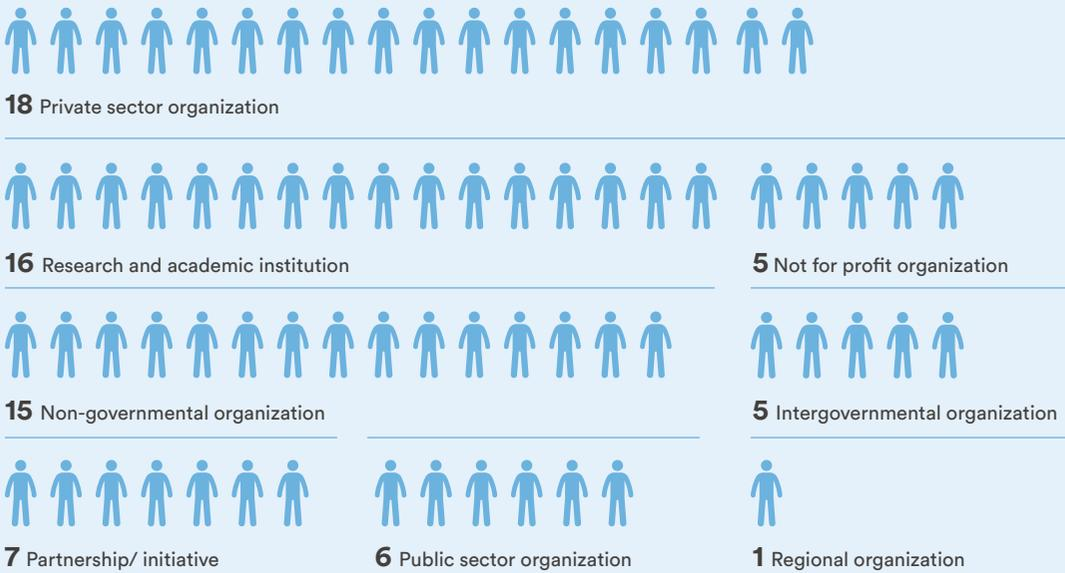 18 Private sector organization
16 Research and academic institution
5 Not for profit organization
15 Non-governmental organization
5 Intergovernmental organization
7 Partnership/ initiative
6 Public sector organization
1 Regional organization